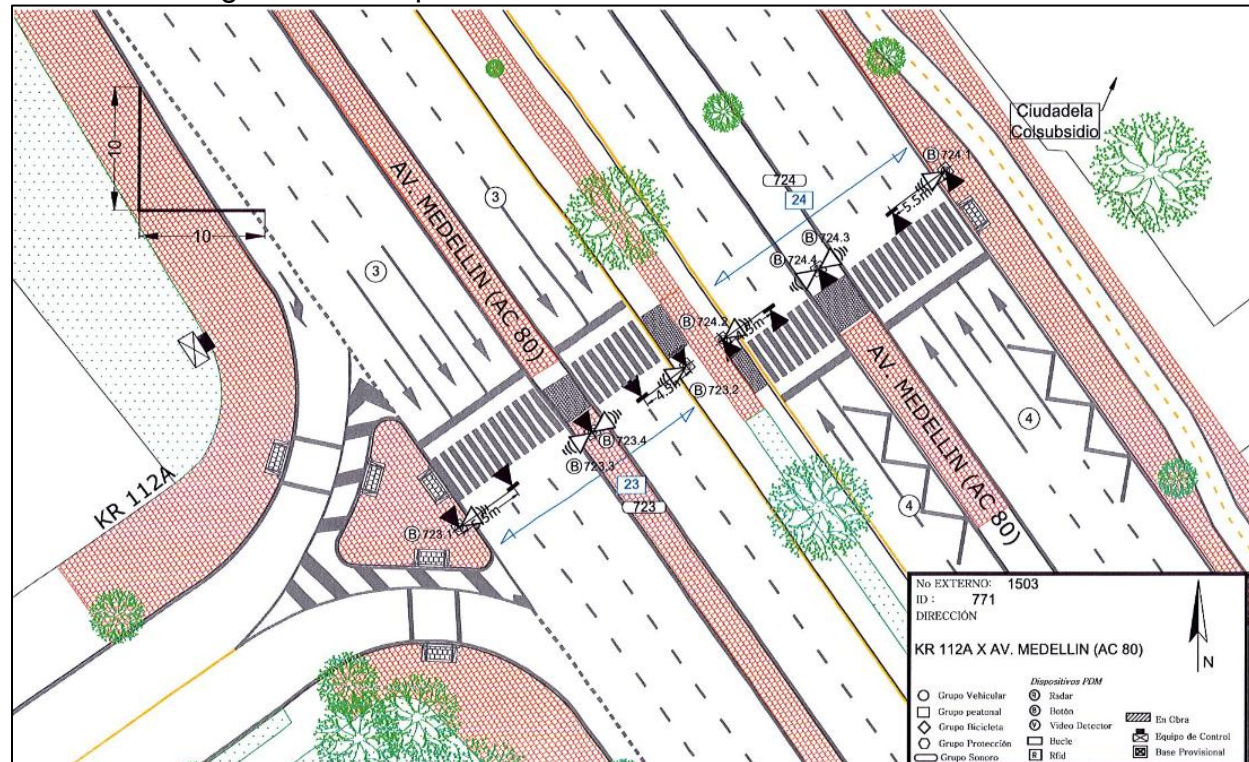 Ciudadela
Colsubsidio
10
10
AV. MEDELLIN (AC 80)
3
3
724
24
B 724.1
5.5m
B 724.3
B 724.4
B 724.2
4.5m
B 723.2
4.5m
B 723.4
B 723.3
23
723
B 723.1
KR 112A
AV. MEDELLIN (AC 80)
4
4
No EXTERNO: 1503
ID : 771
DIRECCIÓN
KR 112A X AV. MEDELLIN (AC 80)
N
Dispositivos PDM
Grupo Vehicular
Grupo peatonal
Grupo Bicicleta
Grupo Protección
Grupo Sonoro
R Radar
B Botón
V Video Detector
Bucle
R Rfid
En Obra
Equipo de Control
Base Provisional